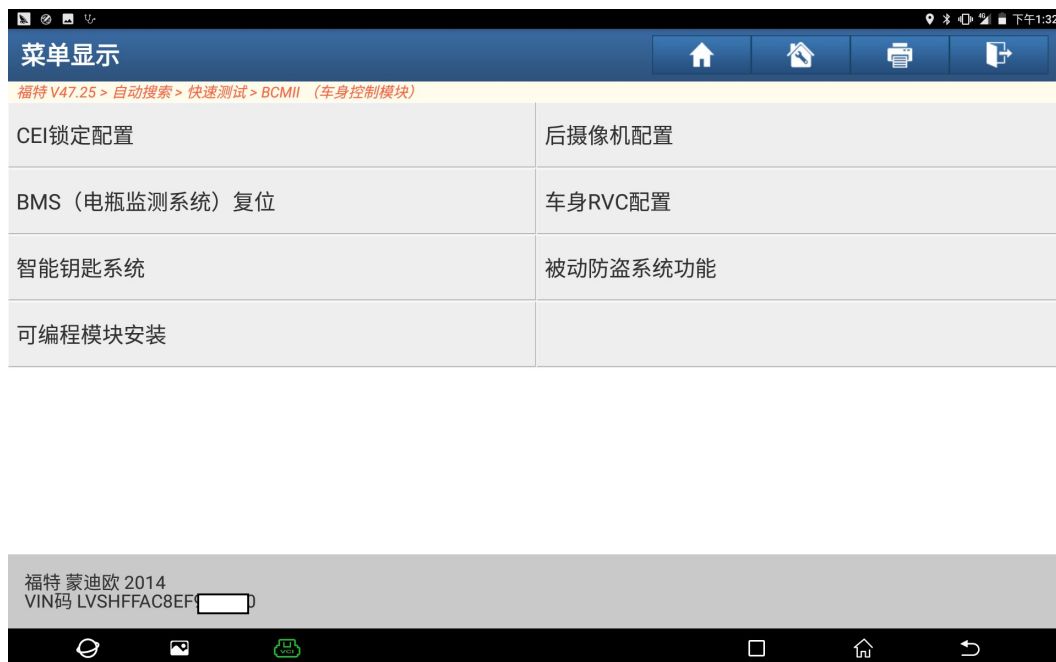 下午1:32
菜单显示
福特 V47.25 > 自动搜索 > 快速测试 > BCMII （车身控制模块）
CEI锁定配置
后摄像机配置
BMS（电瓶监测系统）复位
车身RVC配置
智能钥匙系统
被动防盗系统功能
可编程模块安装
福特 蒙迪欧 2014
VIN码 LVSHFFAC8EF9 0
VCI